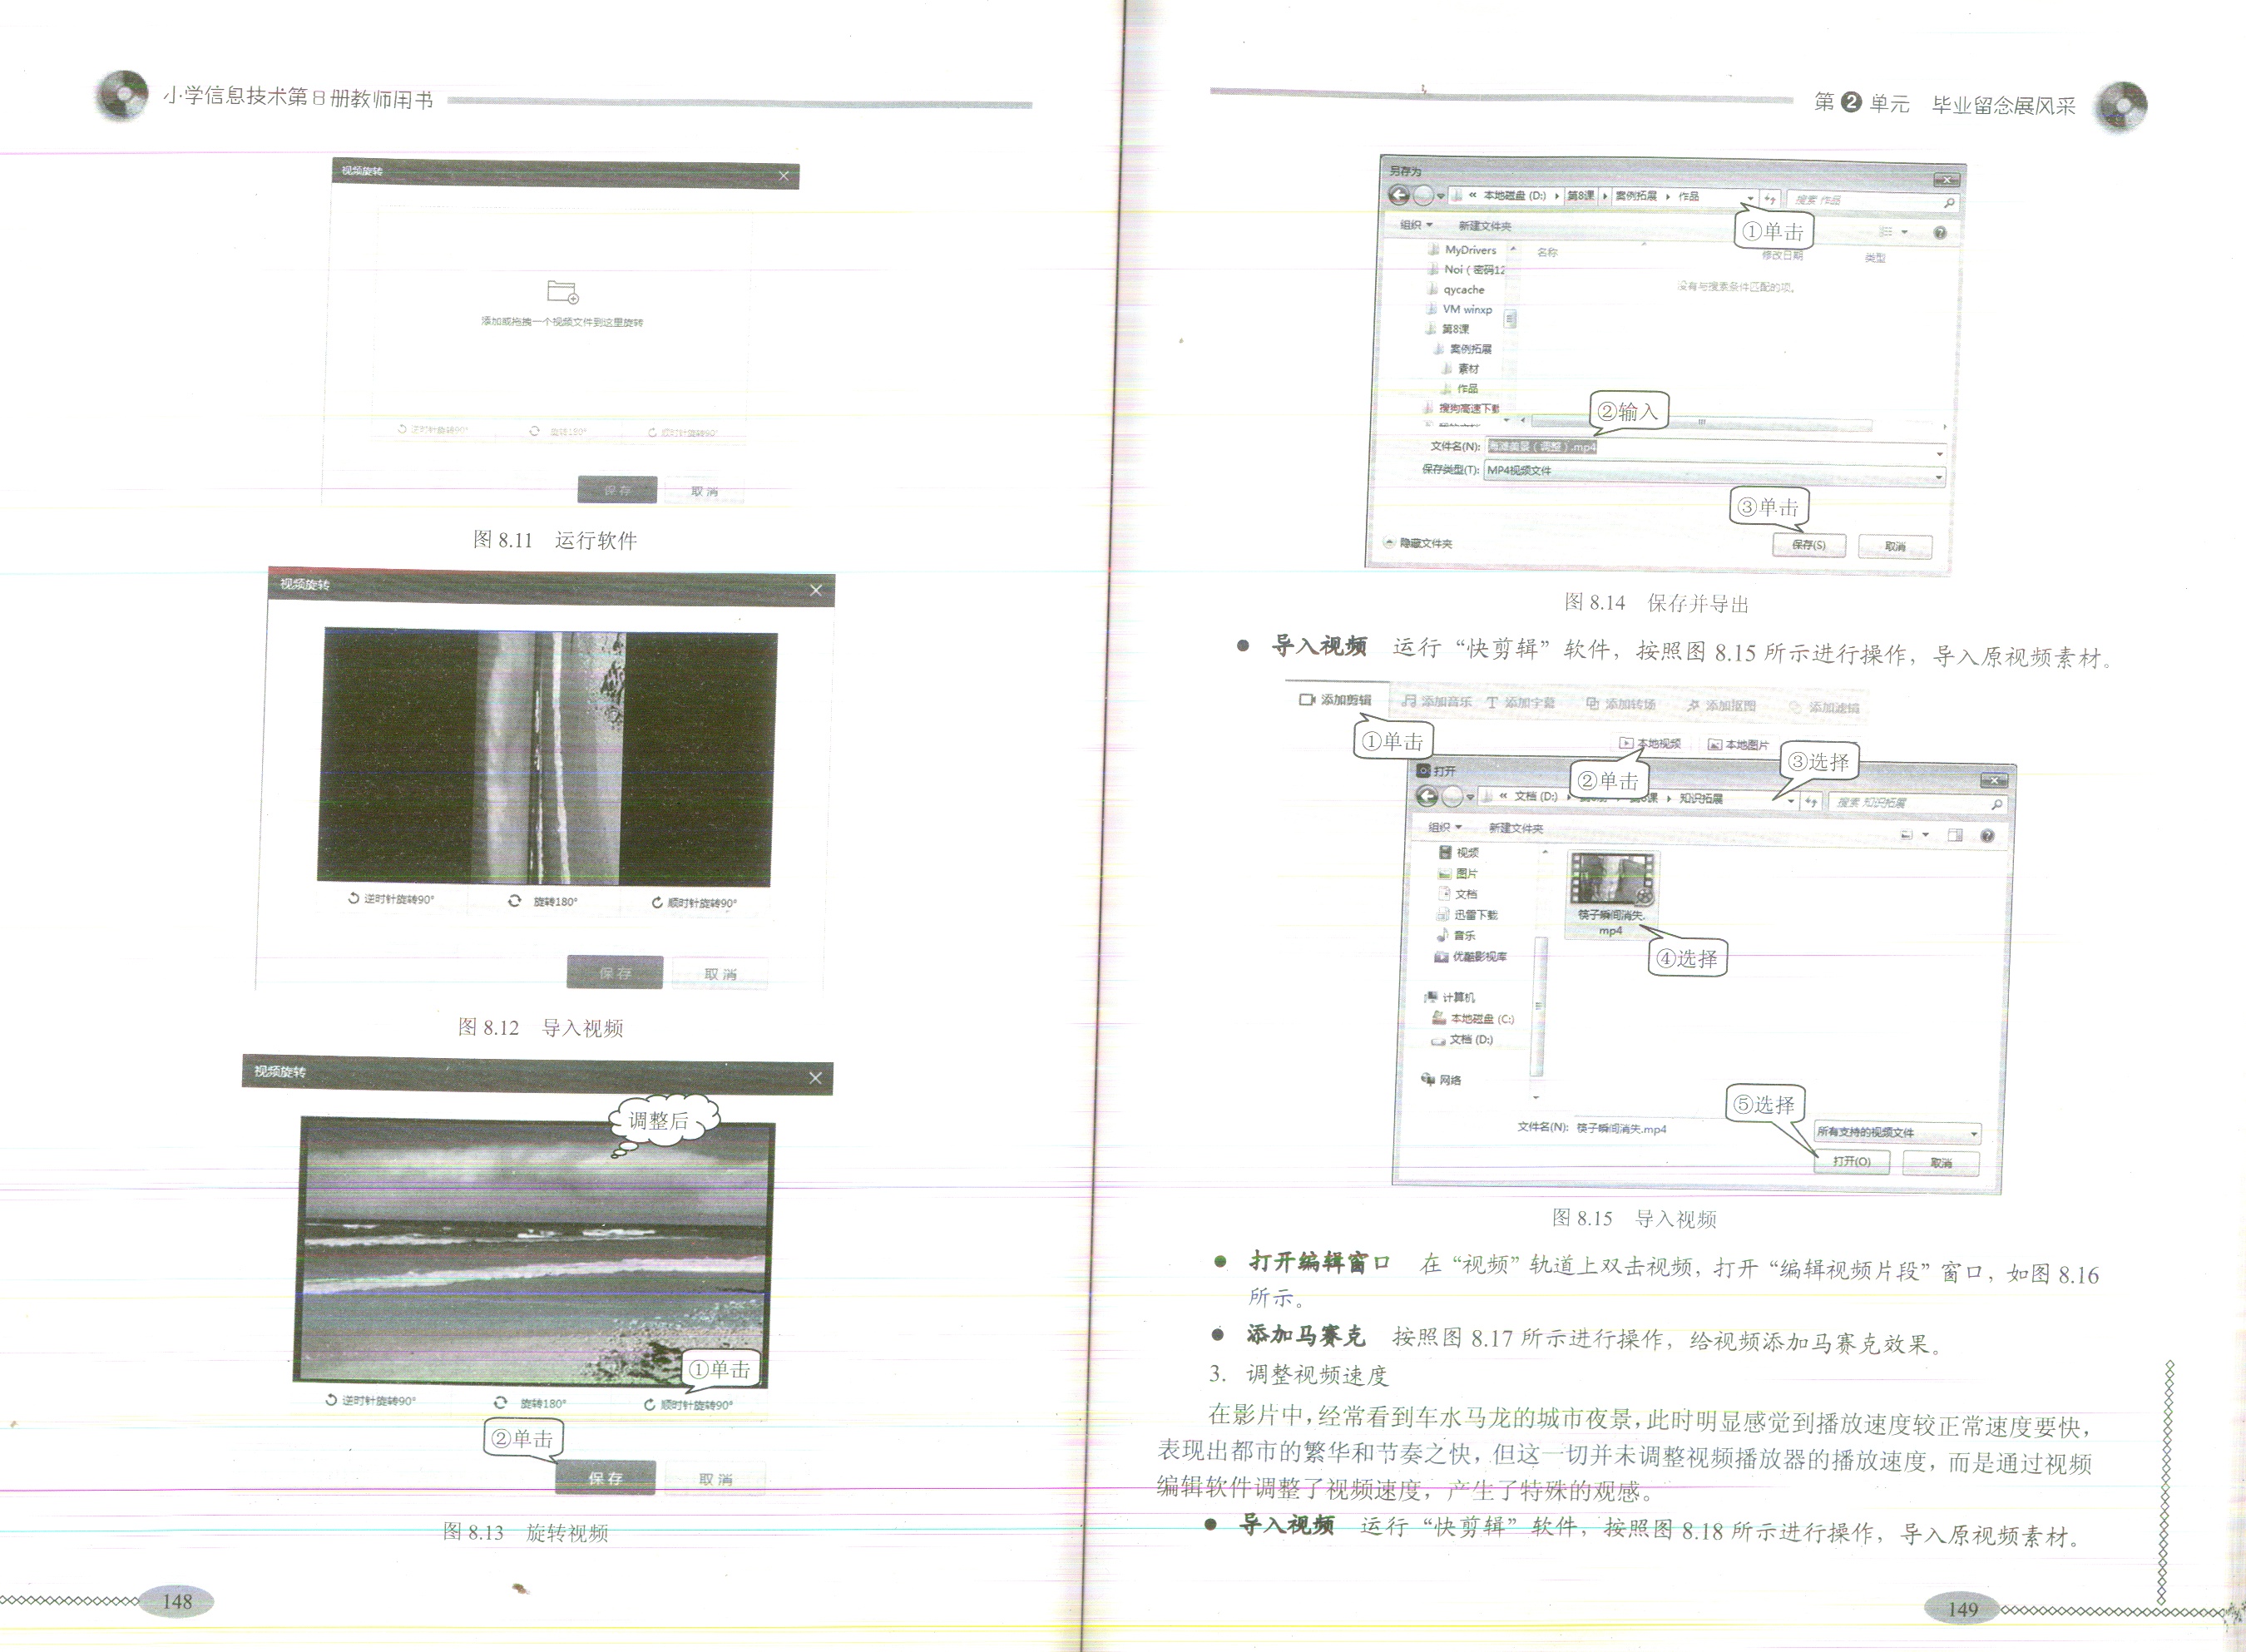 小学信息技术第8册教师用书
视频旋转
添加或拖拽一个视频文件到这里旋转
逆时针旋转90° 旋转180° 顺时针旋转90°
保存 取消
图 8.11 运行软件
视频旋转
逆时针旋转90° 旋转180° 顺时针旋转90°
保存 取消
图 8.12 导入视频
视频旋转
调整后
①单击
逆时针旋转90° 旋转180° 顺时针旋转90°
②单击
保存 取消
图 8.13 旋转视频
148
第2单元 毕业留念展风采
另存为
« 本地磁盘 (D:) 第8课 案例拓展 作品 搜索 作品
①单击
组织 新建文件夹
MyDrivers 名称 修改日期 类型
Noi ( 密码12
qycache 没有与搜索条件匹配的项。
VM winxp
第8课
案例拓展
素材
作品
搜狗高速下载
②输入
文件名(N): 海滩美景（调整）.mp4
保存类型(T): MP4视频文件
③单击
隐藏文件夹 保存(S) 取消
图 8.14 保存并导出
● 导入视频 运行“快剪辑”软件，按照图 8.15 所示进行操作，导入原视频素材。
添加剪辑 添加音乐 添加字幕 添加转场 添加抠图 添加滤镜
①单击 本地视频 本地图片
②单击 ③选择
打开
« 文档 (D:) 知识拓展 搜索 知识拓展
组织 新建文件夹
视频
图片
文档
迅雷下载
音乐
优酷影视库
筷子瞬间消失.
mp4
④选择
计算机
本地磁盘 (C:)
文档 (D:)
网络
⑤选择
文件名(N): 筷子瞬间消失.mp4 所有支持的视频文件
打开(O) 取消
图 8.15 导入视频
● 打开编辑窗口 在“视频”轨道上双击视频，打开“编辑视频片段”窗口，如图 8.16
所示。
● 添加马赛克 按照图 8.17 所示进行操作，给视频添加马赛克效果。
3. 调整视频速度
在影片中，经常看到车水马龙的城市夜景，此时明显感觉到播放速度较正常速度要快，
表现出都市的繁华和节奏之快，但这一切并未调整视频播放器的播放速度，而是通过视频
编辑软件调整了视频速度，产生了特殊的观感。
● 导入视频 运行“快剪辑”软件，按照图 8.18 所示进行操作，导入原视频素材。
149